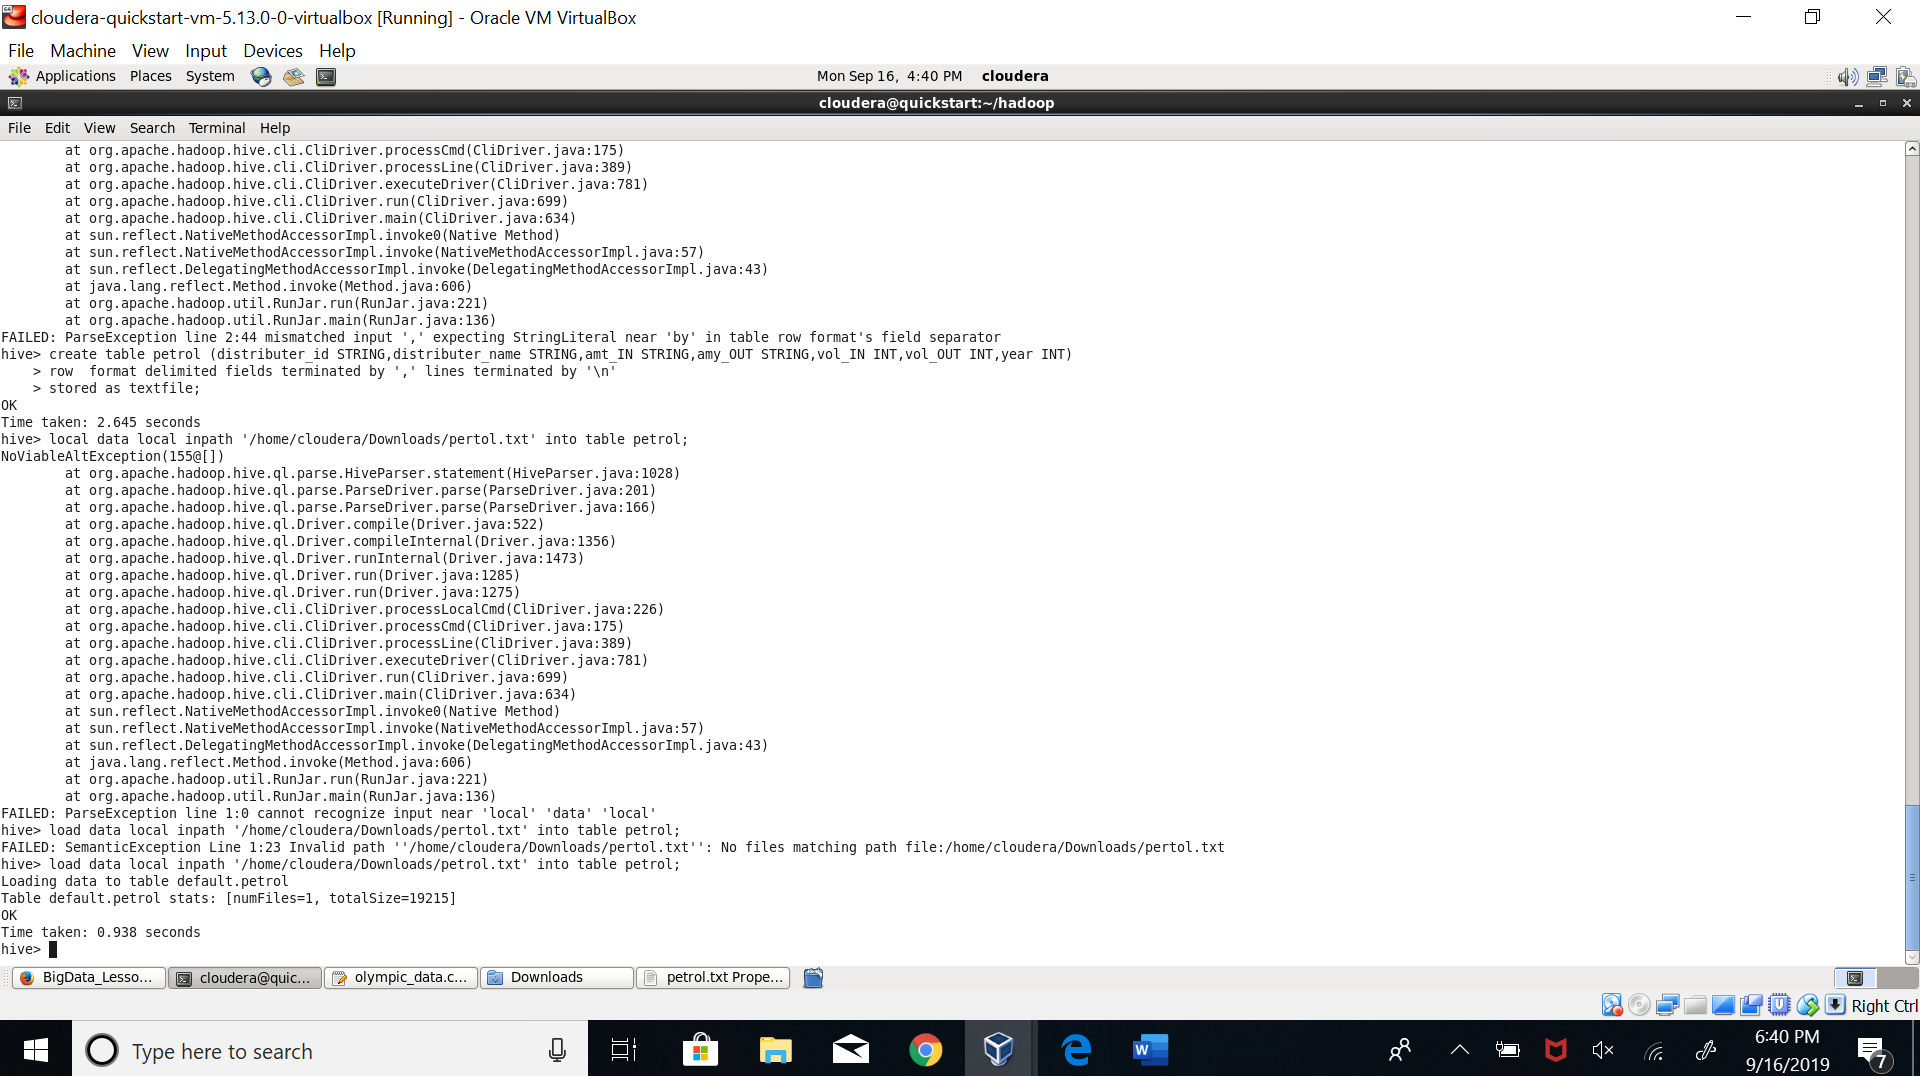 cloudera-quickstart-vm-5.13.0-0-virtualbox [Running] - Oracle VM VirtualBox
File Machine View Input Devices Help
Applications Places System Mon Sep 16, 4:40 PM cloudera
cloudera@quickstart:~/hadoop
File Edit View Search Terminal Help
        at org.apache.hadoop.hive.cli.CliDriver.processCmd(CliDriver.java:175)
        at org.apache.hadoop.hive.cli.CliDriver.processLine(CliDriver.java:389)
        at org.apache.hadoop.hive.cli.CliDriver.executeDriver(CliDriver.java:781)
        at org.apache.hadoop.hive.cli.CliDriver.run(CliDriver.java:699)
        at org.apache.hadoop.hive.cli.CliDriver.main(CliDriver.java:634)
        at sun.reflect.NativeMethodAccessorImpl.invoke0(Native Method)
        at sun.reflect.NativeMethodAccessorImpl.invoke(NativeMethodAccessorImpl.java:57)
        at sun.reflect.DelegatingMethodAccessorImpl.invoke(DelegatingMethodAccessorImpl.java:43)
        at java.lang.reflect.Method.invoke(Method.java:606)
        at org.apache.hadoop.util.RunJar.run(RunJar.java:221)
        at org.apache.hadoop.util.RunJar.main(RunJar.java:136)
FAILED: ParseException line 2:44 mismatched input ',' expecting StringLiteral near 'by' in table row format's field separator
hive> create table petrol (distributer_id STRING,distributer_name STRING,amt_IN STRING,amy_OUT STRING,vol_IN INT,vol_OUT INT,year INT)
    > row  format delimited fields terminated by ',' lines terminated by '\n'
    > stored as textfile;
OK
Time taken: 2.645 seconds
hive> local data local inpath '/home/cloudera/Downloads/pertol.txt' into table petrol;
NoViableAltException(155@[])
        at org.apache.hadoop.hive.ql.parse.HiveParser.statement(HiveParser.java:1028)
        at org.apache.hadoop.hive.ql.parse.ParseDriver.parse(ParseDriver.java:201)
        at org.apache.hadoop.hive.ql.parse.ParseDriver.parse(ParseDriver.java:166)
        at org.apache.hadoop.hive.ql.Driver.compile(Driver.java:522)
        at org.apache.hadoop.hive.ql.Driver.compileInternal(Driver.java:1356)
        at org.apache.hadoop.hive.ql.Driver.runInternal(Driver.java:1473)
        at org.apache.hadoop.hive.ql.Driver.run(Driver.java:1285)
        at org.apache.hadoop.hive.ql.Driver.run(Driver.java:1275)
        at org.apache.hadoop.hive.cli.CliDriver.processLocalCmd(CliDriver.java:226)
        at org.apache.hadoop.hive.cli.CliDriver.processCmd(CliDriver.java:175)
        at org.apache.hadoop.hive.cli.CliDriver.processLine(CliDriver.java:389)
        at org.apache.hadoop.hive.cli.CliDriver.executeDriver(CliDriver.java:781)
        at org.apache.hadoop.hive.cli.CliDriver.run(CliDriver.java:699)
        at org.apache.hadoop.hive.cli.CliDriver.main(CliDriver.java:634)
        at sun.reflect.NativeMethodAccessorImpl.invoke0(Native Method)
        at sun.reflect.NativeMethodAccessorImpl.invoke(NativeMethodAccessorImpl.java:57)
        at sun.reflect.DelegatingMethodAccessorImpl.invoke(DelegatingMethodAccessorImpl.java:43)
        at java.lang.reflect.Method.invoke(Method.java:606)
        at org.apache.hadoop.util.RunJar.run(RunJar.java:221)
        at org.apache.hadoop.util.RunJar.main(RunJar.java:136)
FAILED: ParseException line 1:0 cannot recognize input near 'local' 'data' 'local'
hive> load data local inpath '/home/cloudera/Downloads/pertol.txt' into table petrol;
FAILED: SemanticException Line 1:23 Invalid path ''/home/cloudera/Downloads/pertol.txt'': No files matching path file:/home/cloudera/Downloads/pertol.txt
hive> load data local inpath '/home/cloudera/Downloads/petrol.txt' into table petrol;
Loading data to table default.petrol
Table default.petrol stats: [numFiles=1, totalSize=19215]
OK
Time taken: 0.938 seconds
hive>
BigData_Lesso... cloudera@quic... olympic_data.c... Downloads petrol.txt Prope...
Right Ctrl
Type here to search
6:40 PM
9/16/2019
7